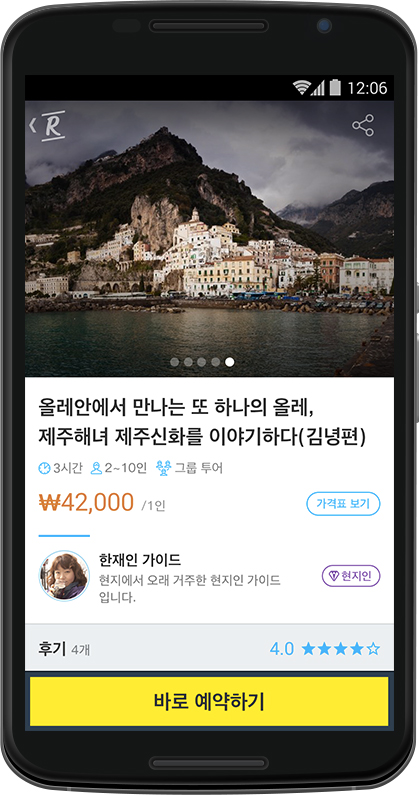 12:06
R
올레안에서 만나는 또 하나의 올레,
제주해녀 제주신화를 이야기하다(김녕편)
3시간 2~10인 그룹 투어
₩42,000 /1인 가격표 보기
한재인 가이드
현지에서 오래 거주한 현지인 가이드
입니다.
현지인
후기 4개 4.0
바로 예약하기